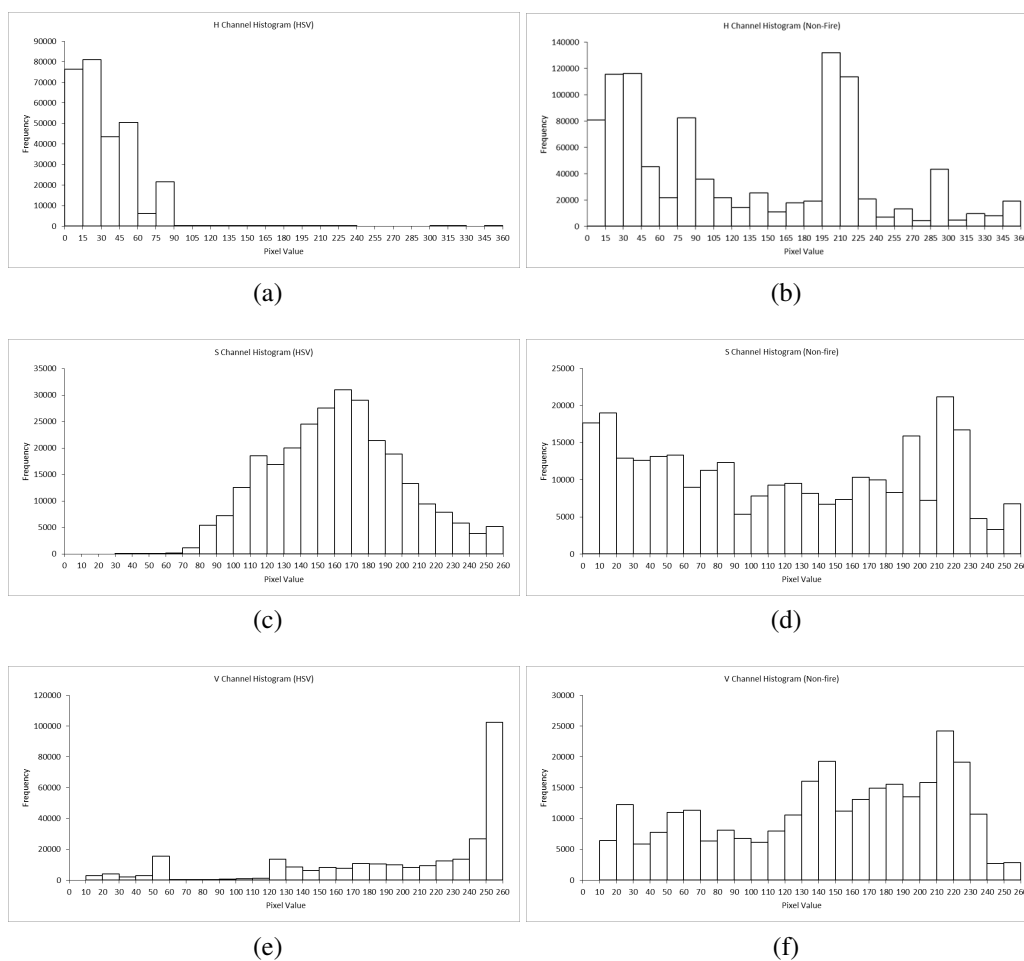 H Channel Histogram (HSV)
90000
80000
70000
60000
50000
40000
30000
20000
10000
0
Frequency
0 15 30 45 60 75 90 105 120 135 150 165 180 195 210 225 240 255 270 285 300 315 330 345 360
Pixel Value
(a)
H Channel Histogram (Non-Fire)
140000
120000
100000
80000
60000
40000
20000
0
Frequency
0 15 30 45 60 75 90 105 120 135 150 165 180 195 210 225 240 255 270 285 300 315 330 345 360
Pixel Value
(b)
S Channel Histogram (HSV)
35000
30000
25000
20000
15000
10000
5000
0
Frequency
0 10 20 30 40 50 60 70 80 90 100 110 120 130 140 150 160 170 180 190 200 210 220 230 240 250 260
Pixel Value
(c)
S Channel Histogram (Non-fire)
25000
20000
15000
10000
5000
0
Frequency
0 10 20 30 40 50 60 70 80 90 100 110 120 130 140 150 160 170 180 190 200 210 220 230 240 250 260
Pixel Value
(d)
V Channel Histogram (HSV)
120000
100000
80000
60000
40000
20000
0
Frequency
0 10 20 30 40 50 60 70 80 90 100 110 120 130 140 150 160 170 180 190 200 210 220 230 240 250 260
Pixel Value
(e)
V Channel Histogram (Non-fire)
30000
25000
20000
15000
10000
5000
0
Frequency
0 10 20 30 40 50 60 70 80 90 100 110 120 130 140 150 160 170 180 190 200 210 220 230 240 250 260
Pixel Value
(f)